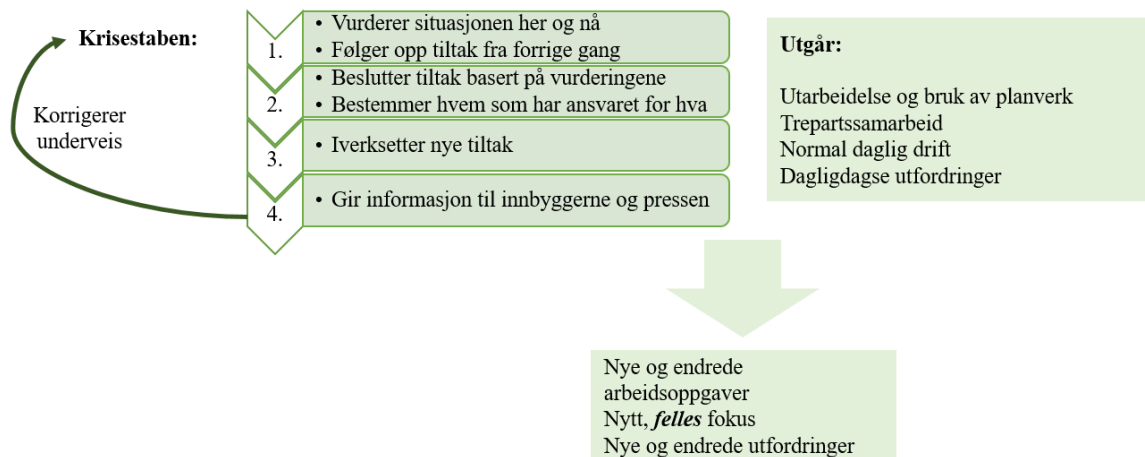 Krisestaben:
Korrigerer
underveis
1.
• Vurderer situasjonen her og nå
• Følger opp tiltak fra forrige gang
2.
• Beslutter tiltak basert på vurderingene
• Bestemmer hvem som har ansvaret for hva
3.
• Iverksetter nye tiltak
4.
• Gir informasjon til innbyggerne og pressen
Utgår:
Utarbeidelse og bruk av planverk
Trepartssamarbeid
Normal daglig drift
Dagligdagse utfordringer
Nye og endrede
arbeidsoppgaver
Nytt, felles fokus
Nye og endrede utfordringer